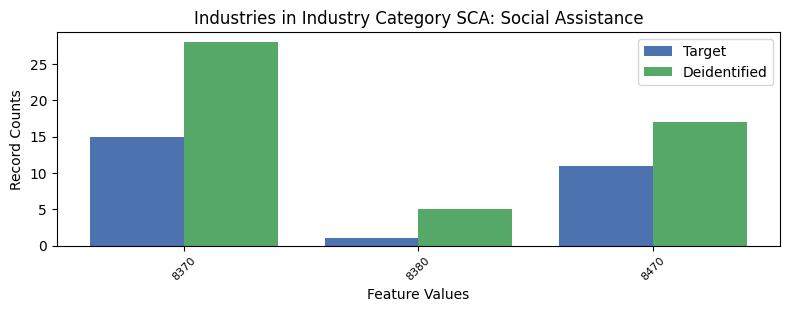 Industries in Industry Category SCA: Social Assistance
Target
Deidentified
Record Counts
25
20
15
10
5
0
8370
8380
8470
Feature Values